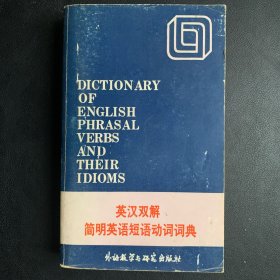 DICTIONARY
OF
ENGLISH
PHRASAL
VERBS
AND
THEIR
IDIOMS
英汉双解
简明英语短语动词词典
外语教学与研究出版社